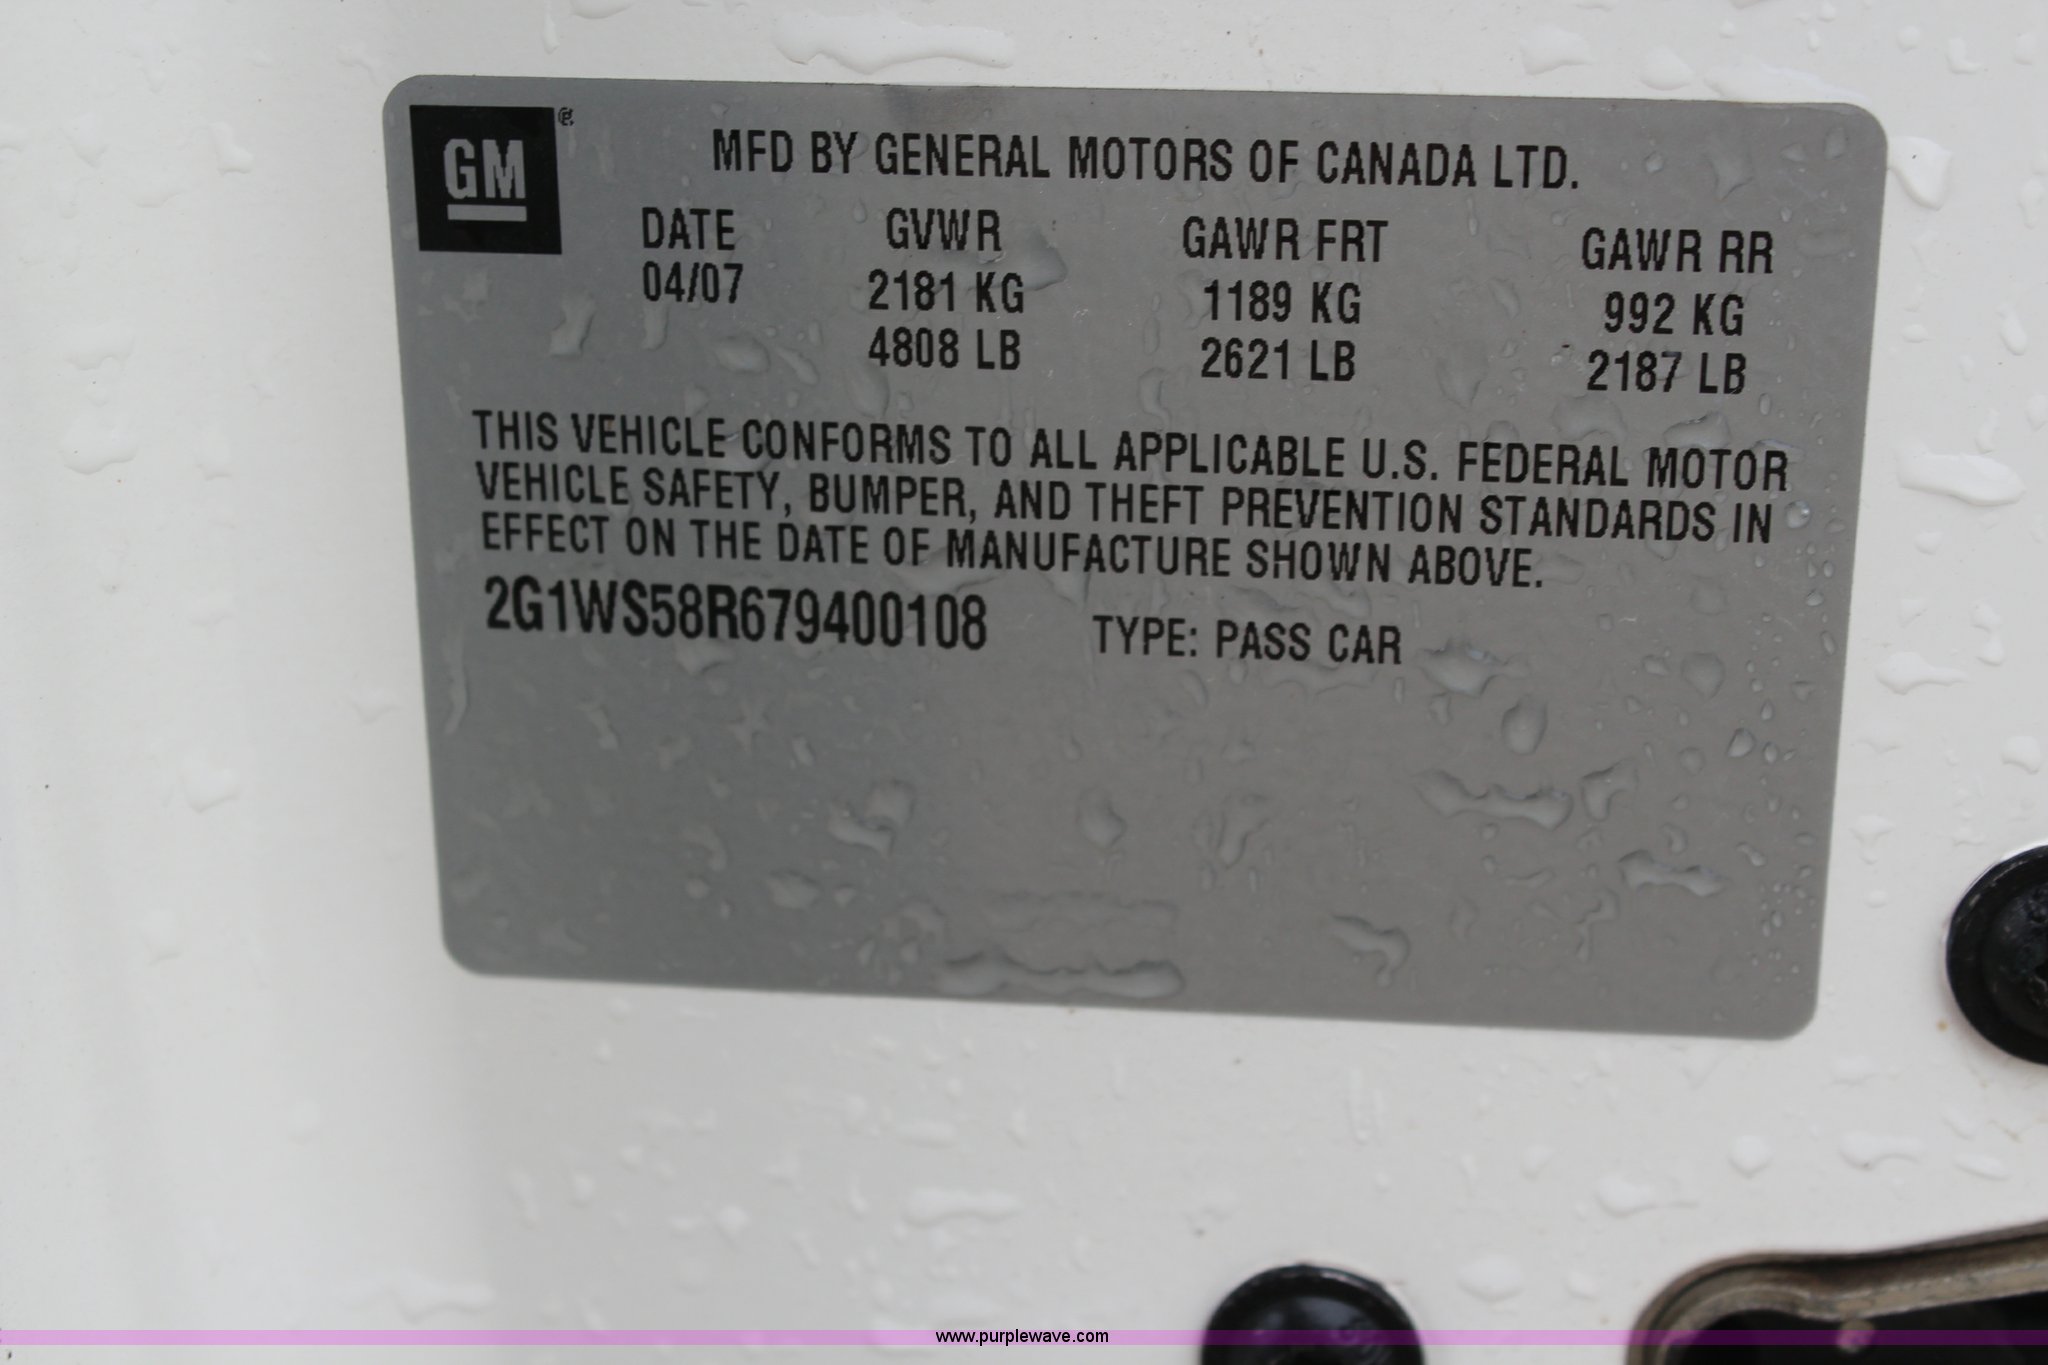 GM
®
MFD BY GENERAL MOTORS OF CANADA LTD.
DATE GVWR GAWR FRT GAWR RR
04/07 2181 KG 1189 KG 992 KG
4808 LB 2621 LB 2187 LB
THIS VEHICLE CONFORMS TO ALL APPLICABLE U.S. FEDERAL MOTOR
VEHICLE SAFETY, BUMPER, AND THEFT PREVENTION STANDARDS IN
EFFECT ON THE DATE OF MANUFACTURE SHOWN ABOVE.
2G1WS58R679400108 TYPE: PASS CAR
www.purplewave.com